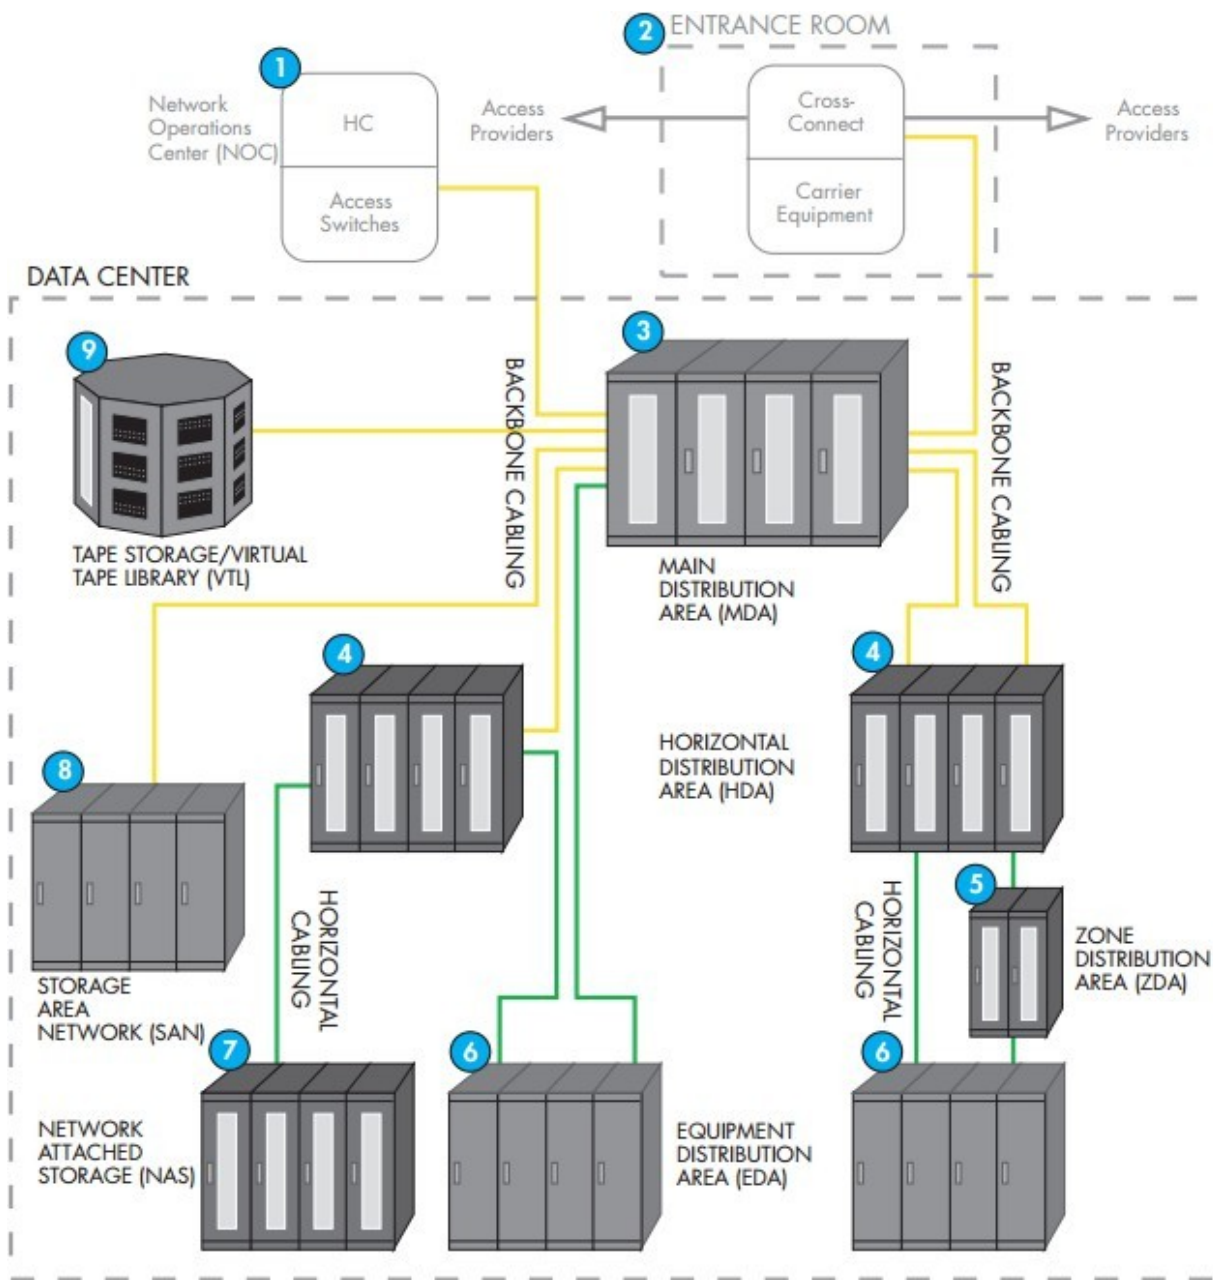 2
ENTRANCE ROOM
1
Network
Operations
Center (NOC)
HC
Access
Switches
Access
Providers
Cross-
Connect
Carrier
Equipment
Access
Providers
DATA CENTER
9
3
BACKBONE CABLING
BACKBONE CABLING
TAPE STORAGE/VIRTUAL
TAPE LIBRARY (VTL)
MAIN
DISTRIBUTION
AREA (MDA)
4
4
HORIZONTAL
DISTRIBUTION
AREA (HDA)
8
STORAGE
AREA
NETWORK (SAN)
HORIZONTAL
CABLING
HORIZONTAL
CABLING
5
ZONE
DISTRIBUTION
AREA (ZDA)
7
6
6
NETWORK
ATTACHED
STORAGE (NAS)
EQUIPMENT
DISTRIBUTION
AREA (EDA)